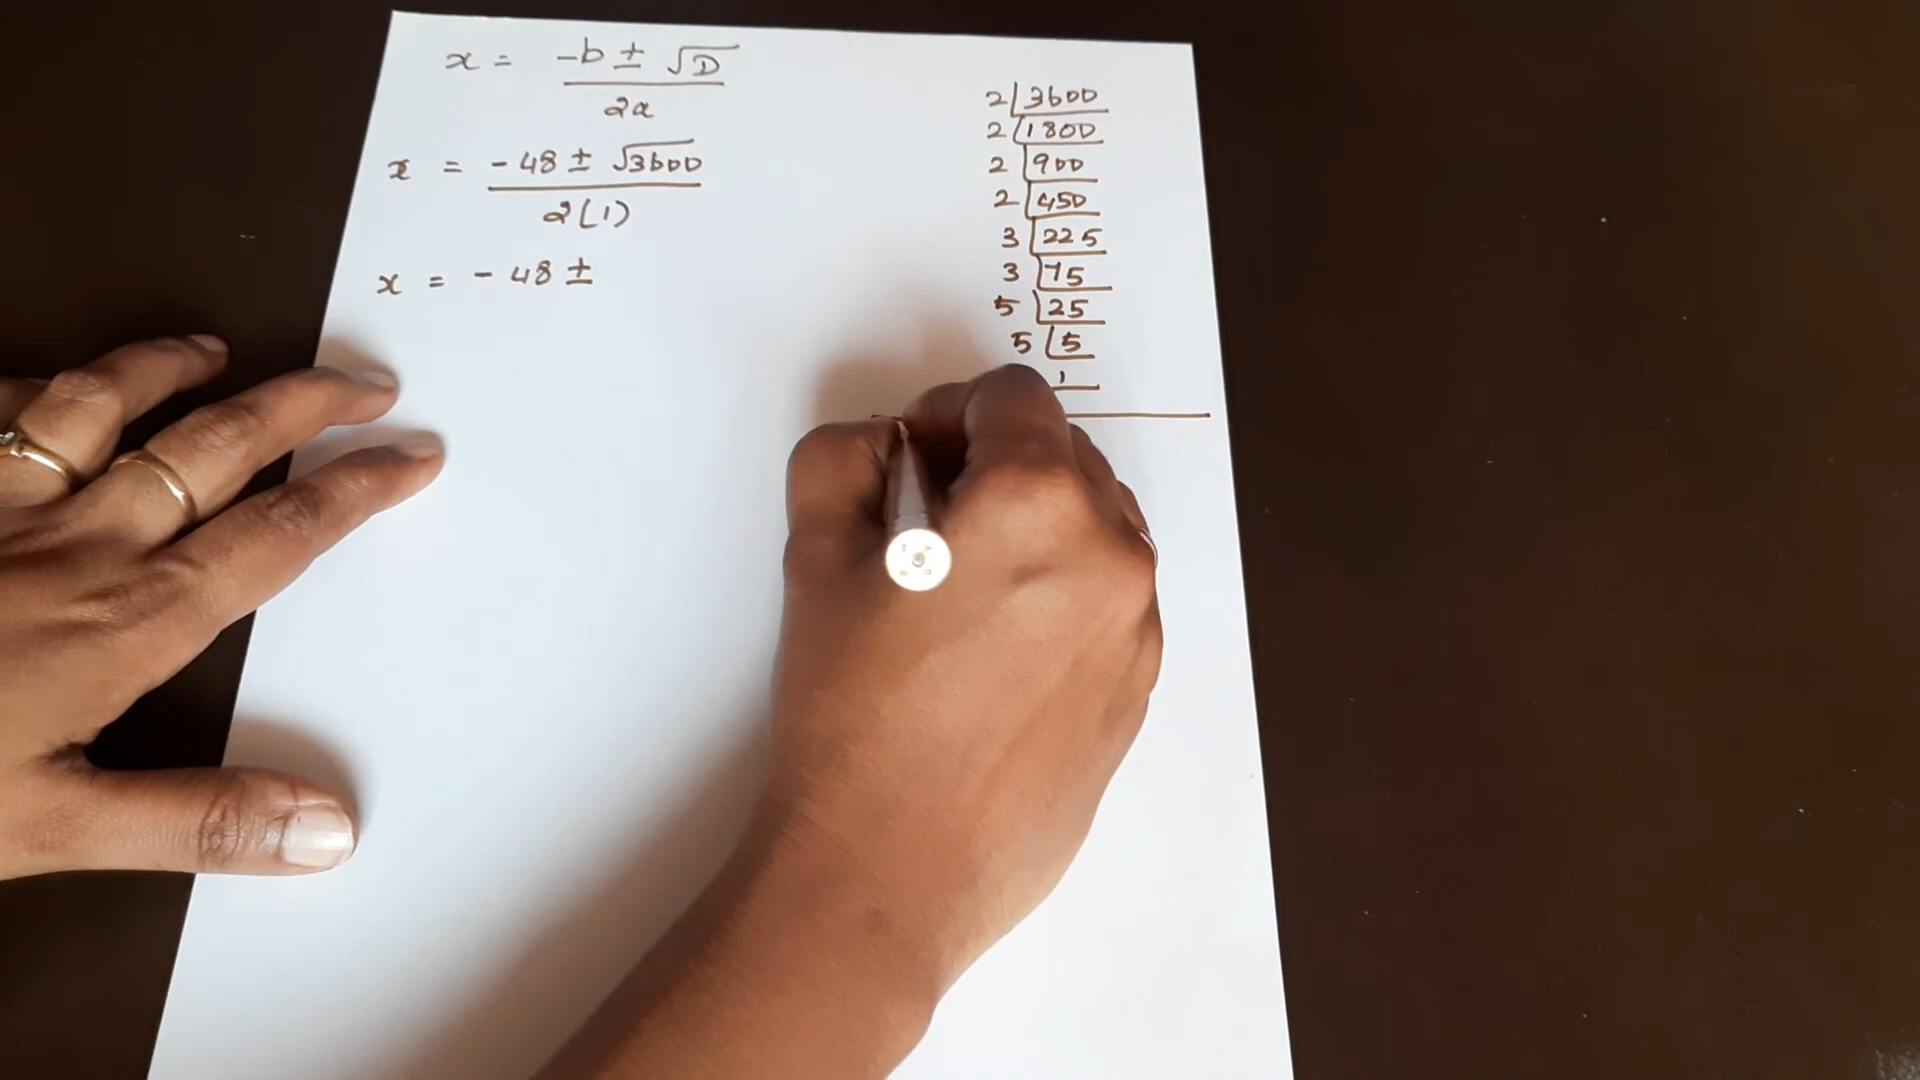 x = -b ± √D
2a
x = -48 ± √3600
2(1)
x = -48 ±
2 3600
2 1800
2 900
2 450
3 225
3 75
5 25
5 5
1